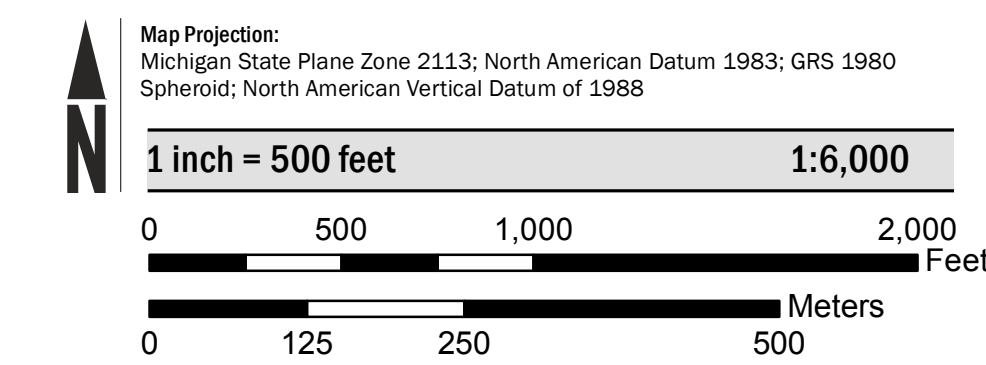 N
Map Projection:
Michigan State Plane Zone 2113; North American Datum 1983; GRS 1980
Spheroid; North American Vertical Datum of 1988
1 inch = 500 feet 1:6,000
0 500 1,000 2,000
Feet
Meters
0 125 250 500